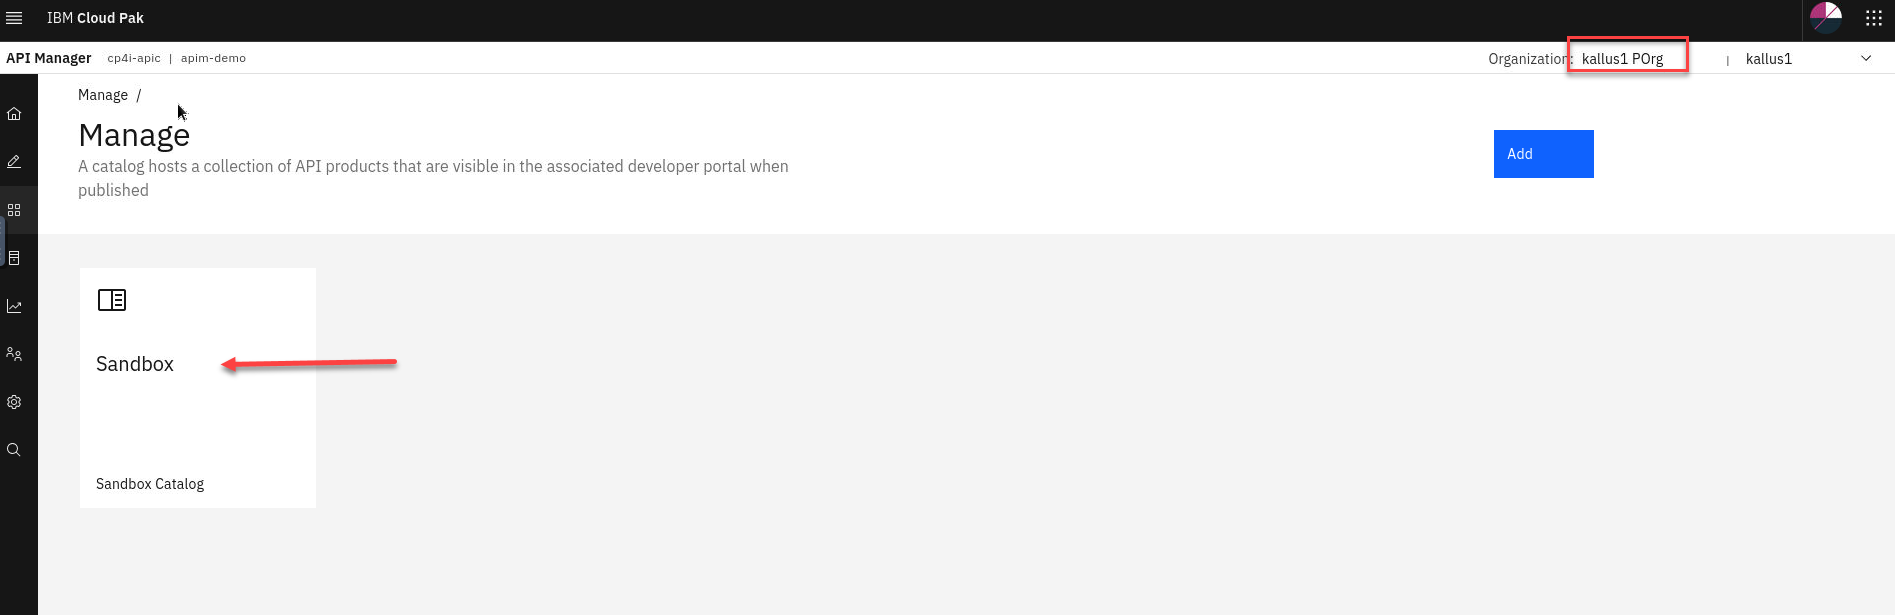 IBM Cloud Pak
API Manager cp4i-apic | apim-demo Organization: kallus1 POrg | kallus1
Manage /
Manage
A catalog hosts a collection of API products that are visible in the associated developer portal when
published
Add
Sandbox
Sandbox Catalog